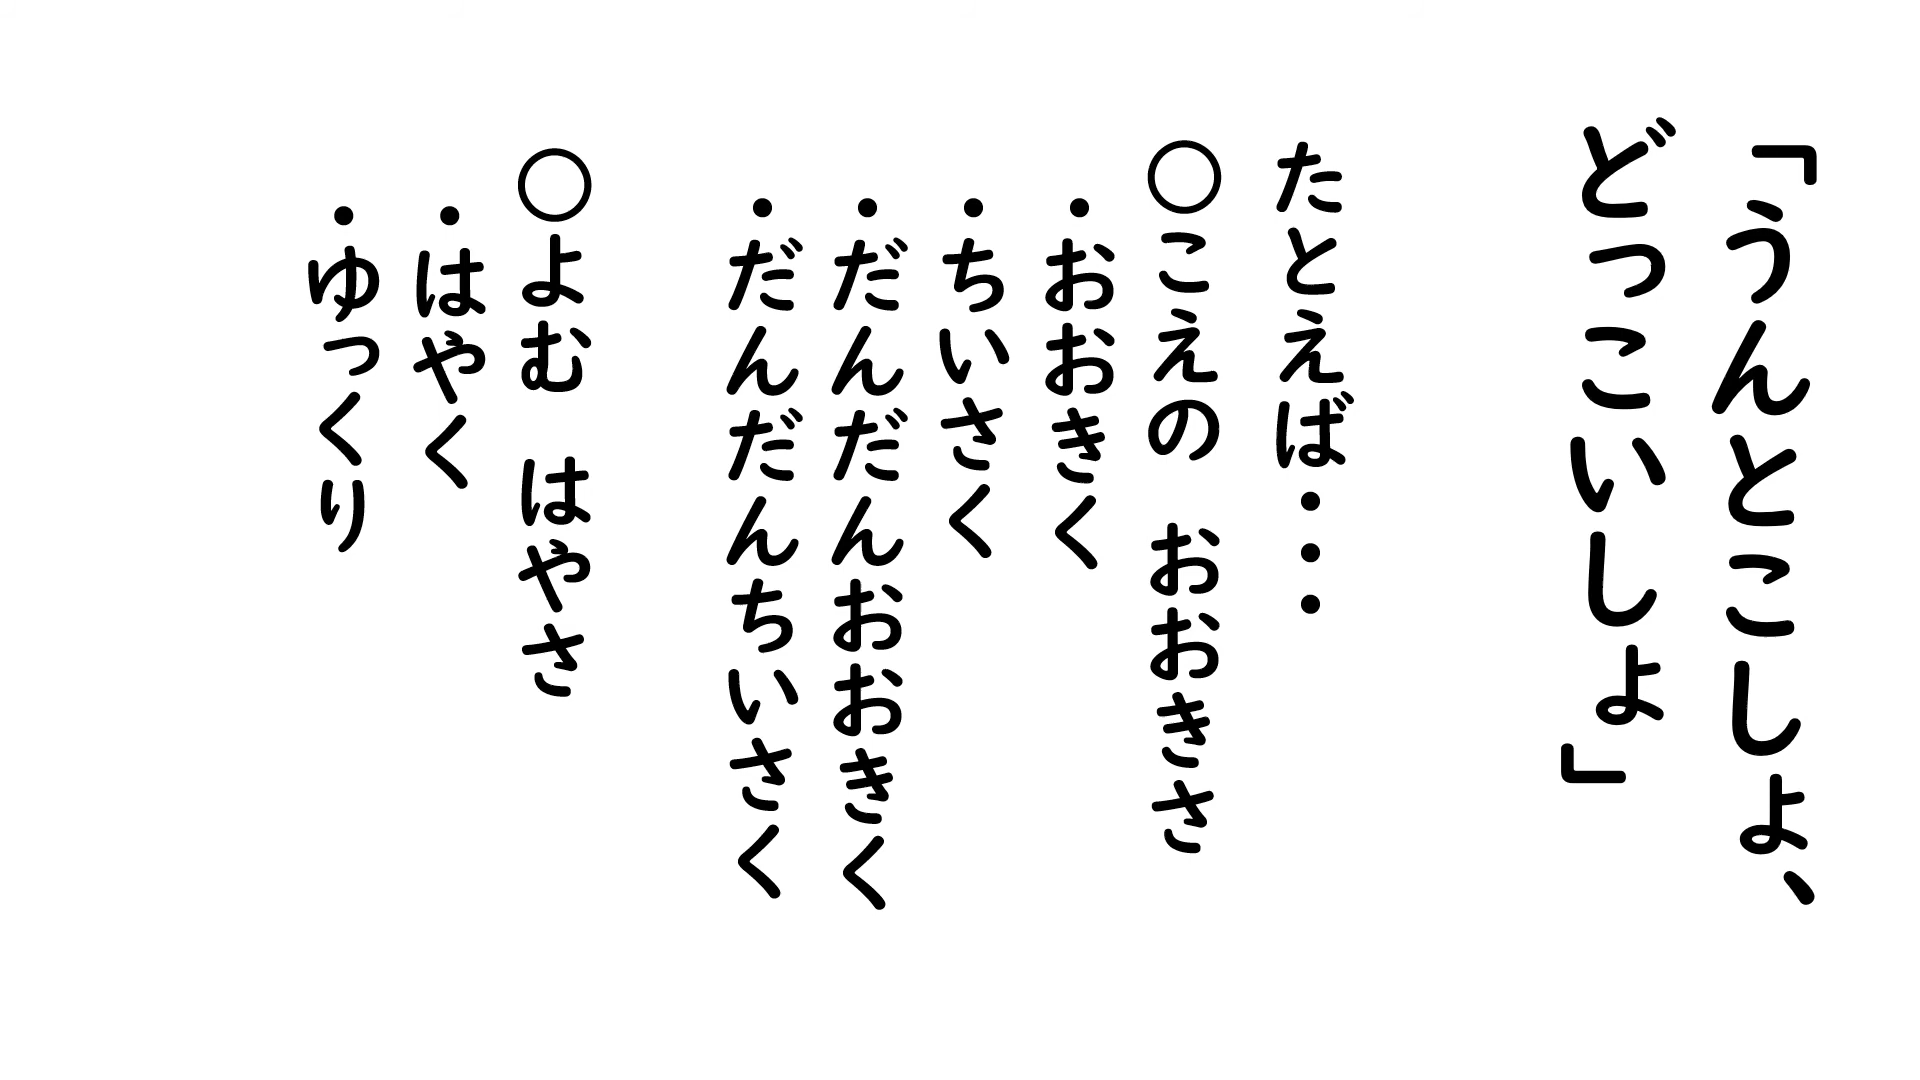 「うんとこしょ、
どっこいしょ」
たとえば・・・
○こえの　おおきさ
・おおきく
・ちいさく
・だんだんおおきく
・だんだんちいさく
○よむ　はやさ
・はやく
・ゆっくり